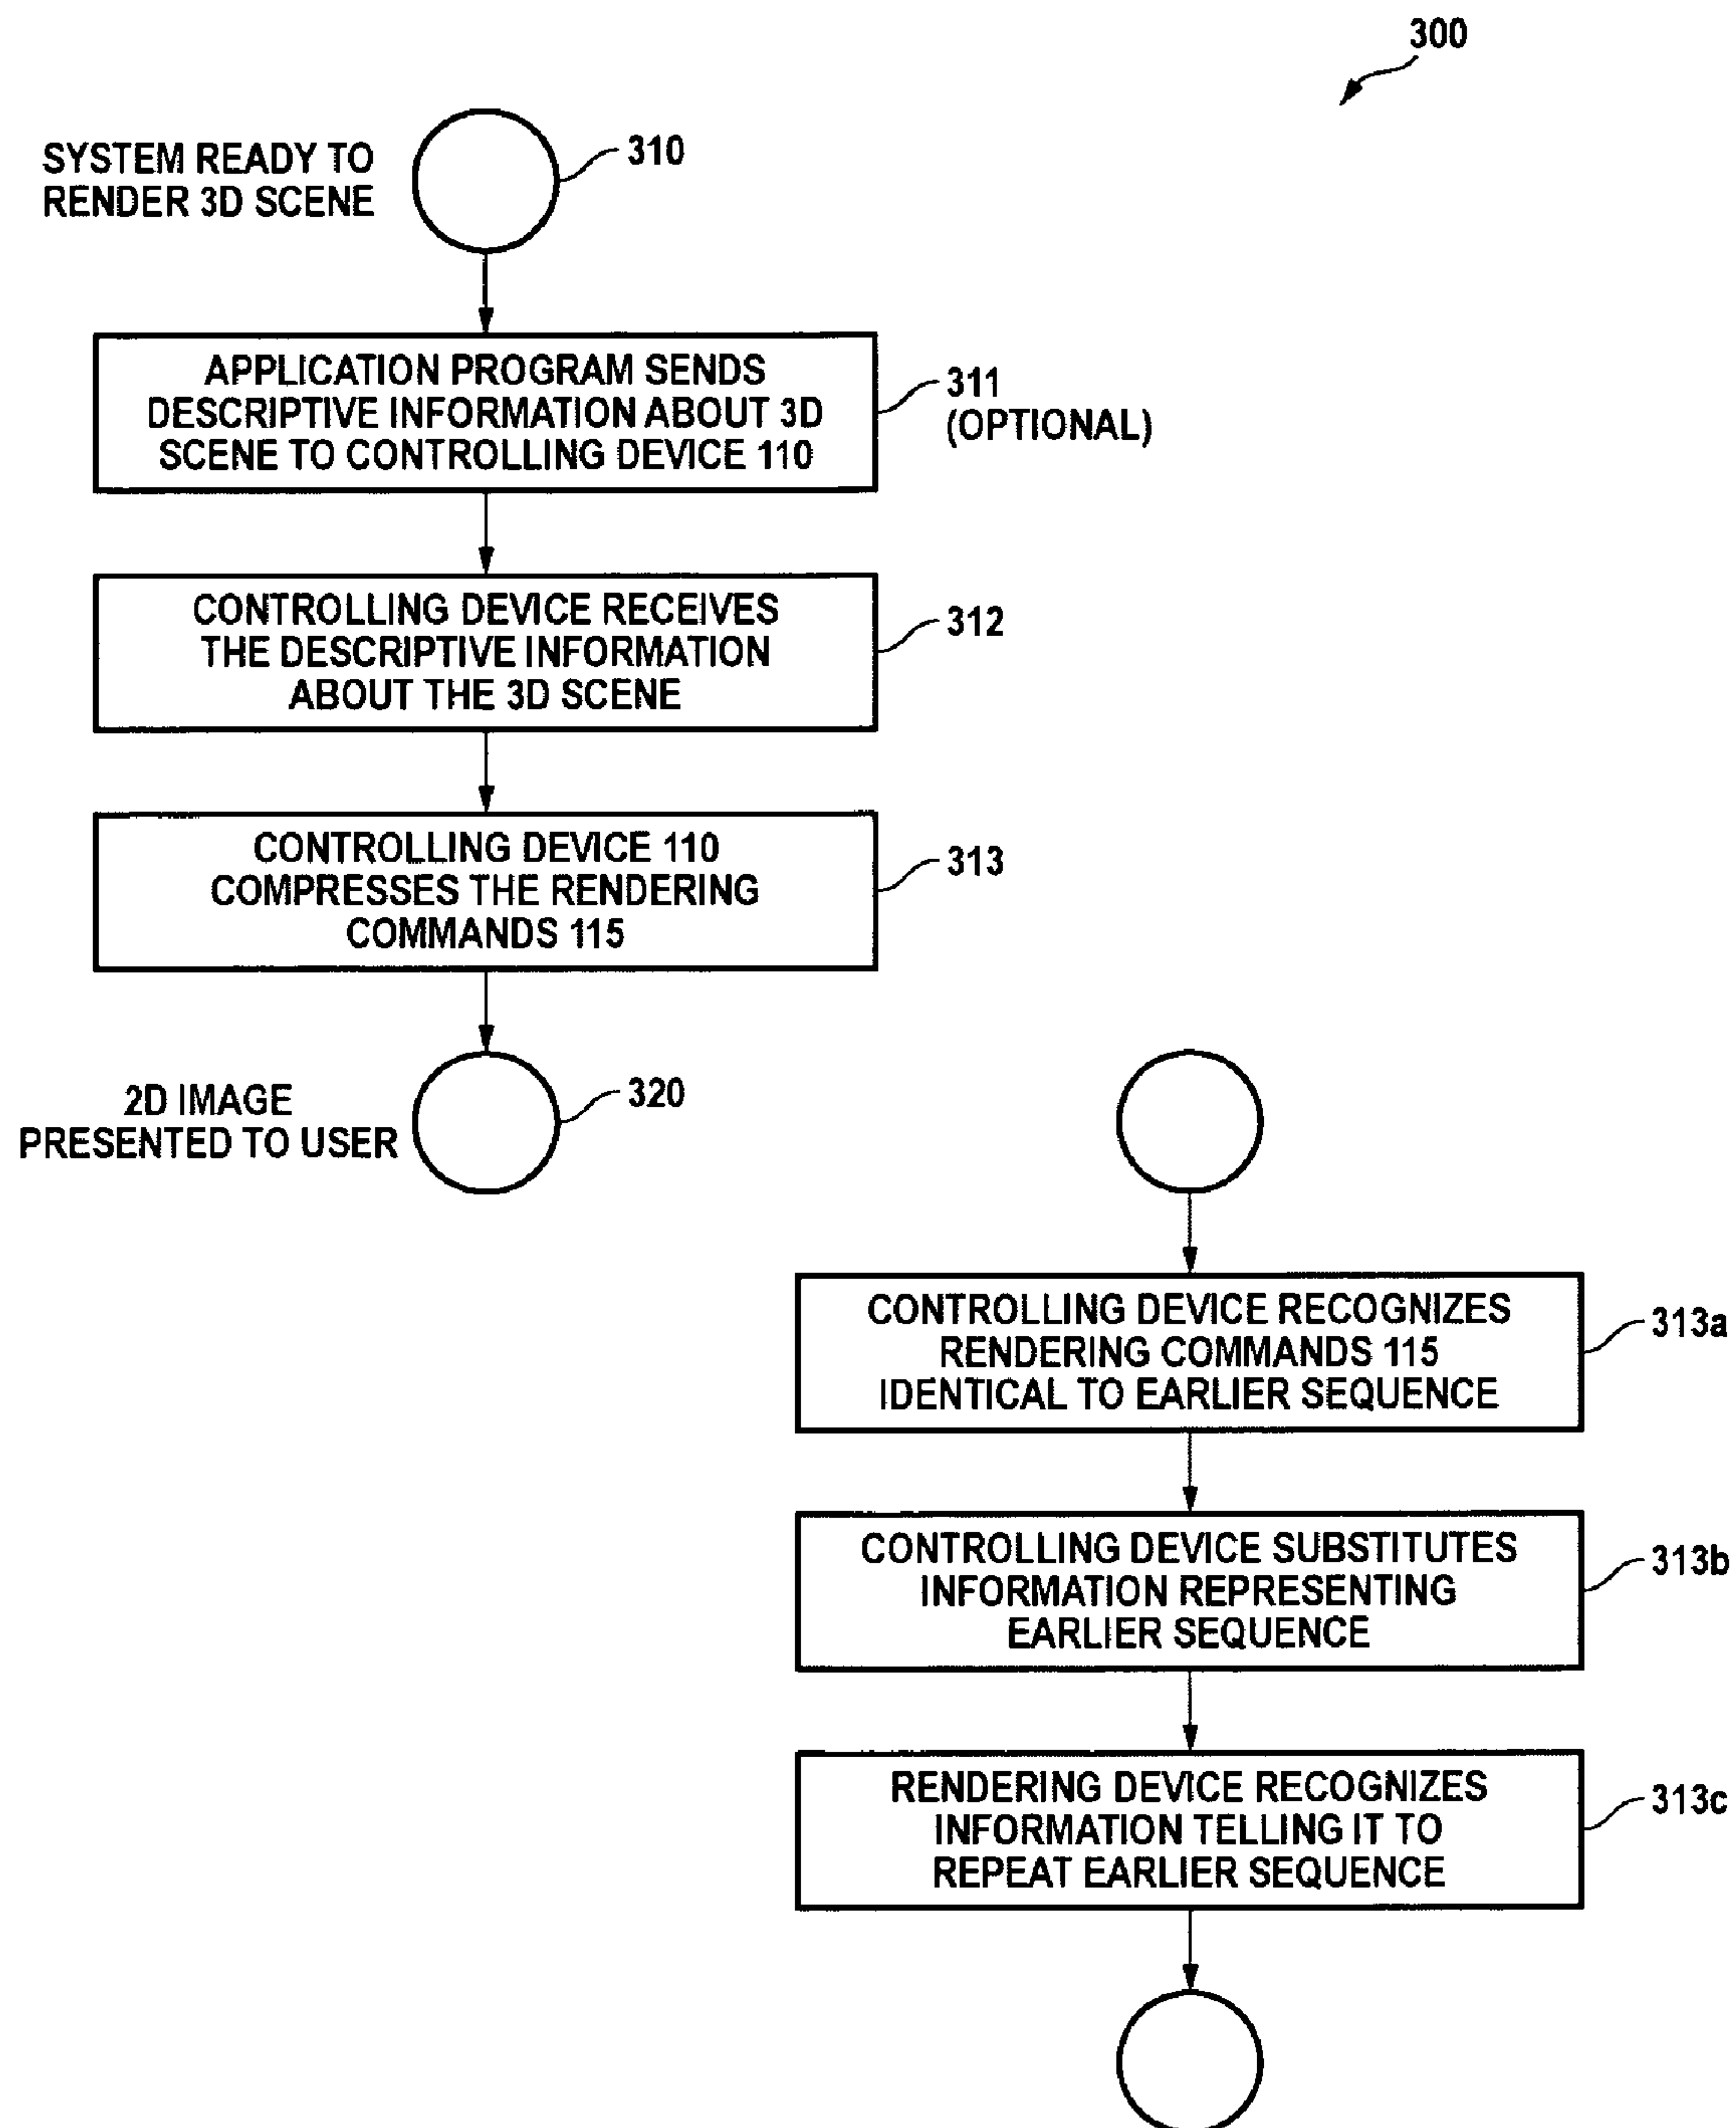 300
SYSTEM READY TO
RENDER 3D SCENE
310
APPLICATION PROGRAM SENDS
DESCRIPTIVE INFORMATION ABOUT 3D
SCENE TO CONTROLLING DEVICE 110
311
(OPTIONAL)
CONTROLLING DEVICE RECEIVES
THE DESCRIPTIVE INFORMATION
ABOUT THE 3D SCENE
312
CONTROLLING DEVICE 110
COMPRESSES THE RENDERING
COMMANDS 115
313
2D IMAGE
PRESENTED TO USER
320
CONTROLLING DEVICE RECOGNIZES
RENDERING COMMANDS 115
IDENTICAL TO EARLIER SEQUENCE
313a
CONTROLLING DEVICE SUBSTITUTES
INFORMATION REPRESENTING
EARLIER SEQUENCE
313b
RENDERING DEVICE RECOGNIZES
INFORMATION TELLING IT TO
REPEAT EARLIER SEQUENCE
313c